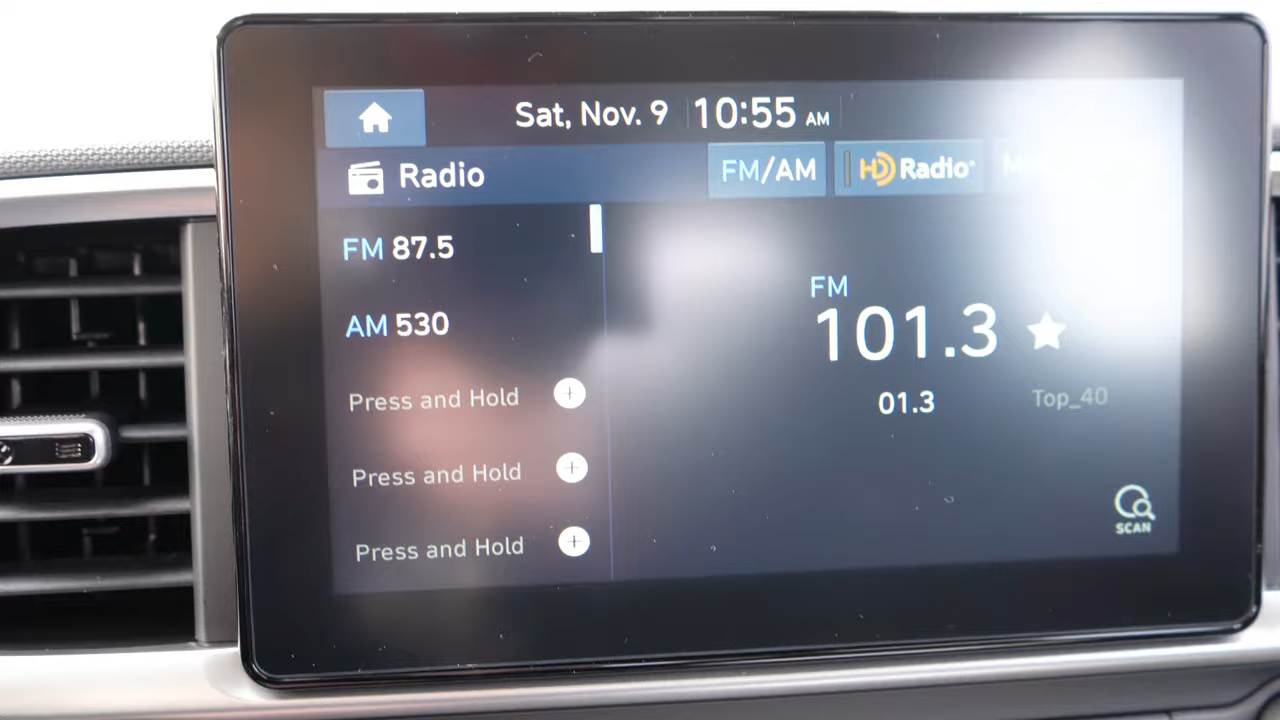 Sat, Nov. 9 10:55 AM
Radio FM/AM HD Radio
FM 87.5
AM 530
Press and Hold
Press and Hold
Press and Hold
FM
101.3
01.3 Top_40
SCAN